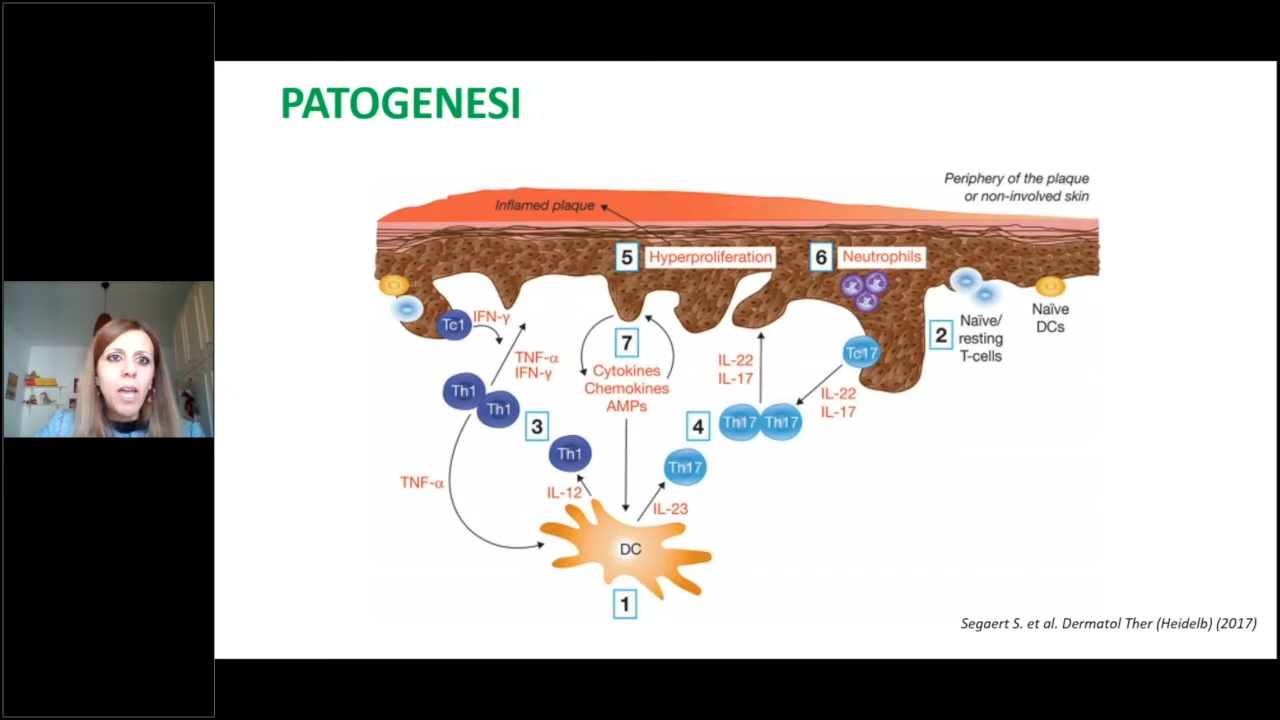 PATOGENESI
Periphery of the plaque
or non-involved skin
Inflamed plaque
5
Hyperproliferation
6
Neutrophils
Tc1
IFN-γ
TNF-α
IFN-γ
7
Cytokines
Chemokines
AMPs
IL-22
IL-17
Tc17
IL-22
IL-17
2
Naïve/
resting
T-cells
Naïve
DCs
Th1
Th1
3
4
Th17
Th17
Th1
Th17
TNF-α
IL-12
IL-23
DC
1
Segaert S. et al. Dermatol Ther (Heidelb) (2017)